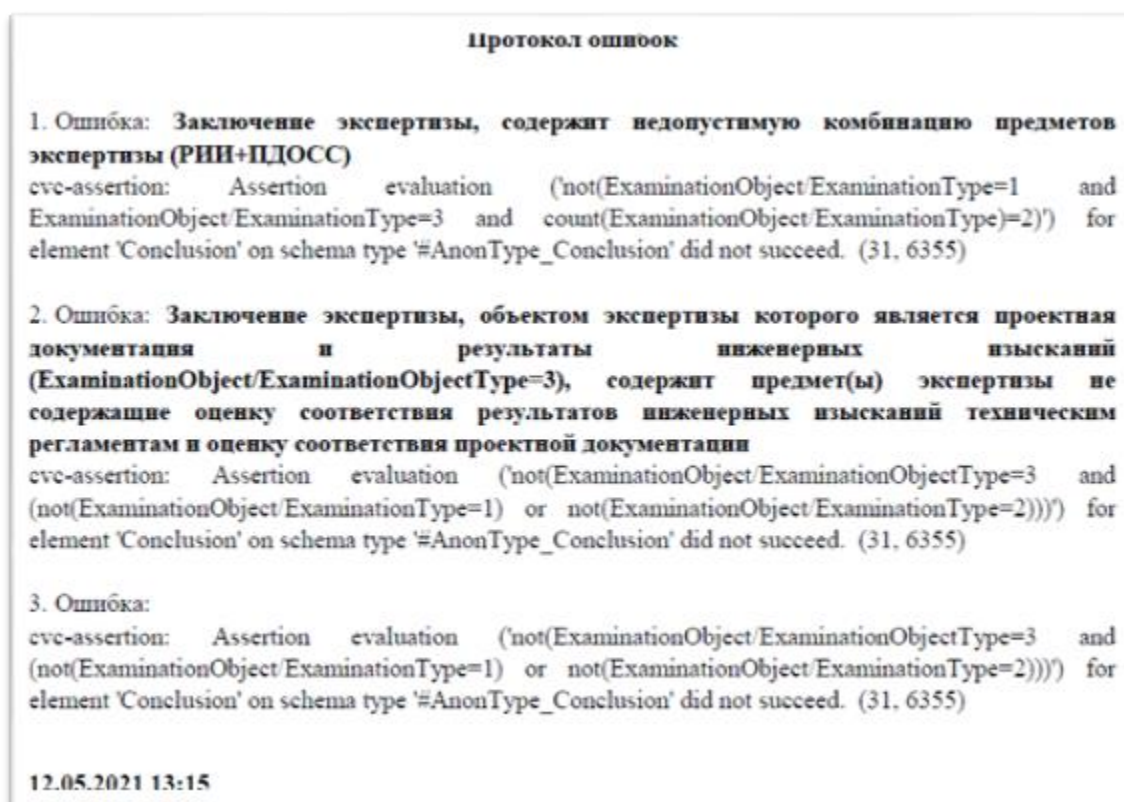 Протокол ошибок
1. Ошибка: Заключение экспертизы, содержит недопустимую комбинацию предметов
экспертизы (РИИ+ПДОСС)
cvc-assertion: Assertion evaluation ('not(ExaminationObject/ExaminationType=1 and
ExaminationObject/ExaminationType=3 and count(ExaminationObject/ExaminationType)=2)') for
element 'Conclusion' on schema type '#AnonType_Conclusion' did not succeed. (31, 6355)
2. Ошибка: Заключение экспертизы, объектом экспертизы которого является проектная
документация и результаты инженерных изысканий
(ExaminationObject/ExaminationObjectType=3), содержит предмет(ы) экспертизы не
содержащие оценку соответствия результатов инженерных изысканий техническим
регламентам и оценку соответствия проектной документации
cvc-assertion: Assertion evaluation ('not(ExaminationObject/ExaminationObjectType=3 and
(not(ExaminationObject/ExaminationType=1) or not(ExaminationObject/ExaminationType=2)))') for
element 'Conclusion' on schema type '#AnonType_Conclusion' did not succeed. (31, 6355)
3. Ошибка:
cvc-assertion: Assertion evaluation ('not(ExaminationObject/ExaminationObjectType=3 and
(not(ExaminationObject/ExaminationType=1) or not(ExaminationObject/ExaminationType=2)))') for
element 'Conclusion' on schema type '#AnonType_Conclusion' did not succeed. (31, 6355)
12.05.2021 13:15